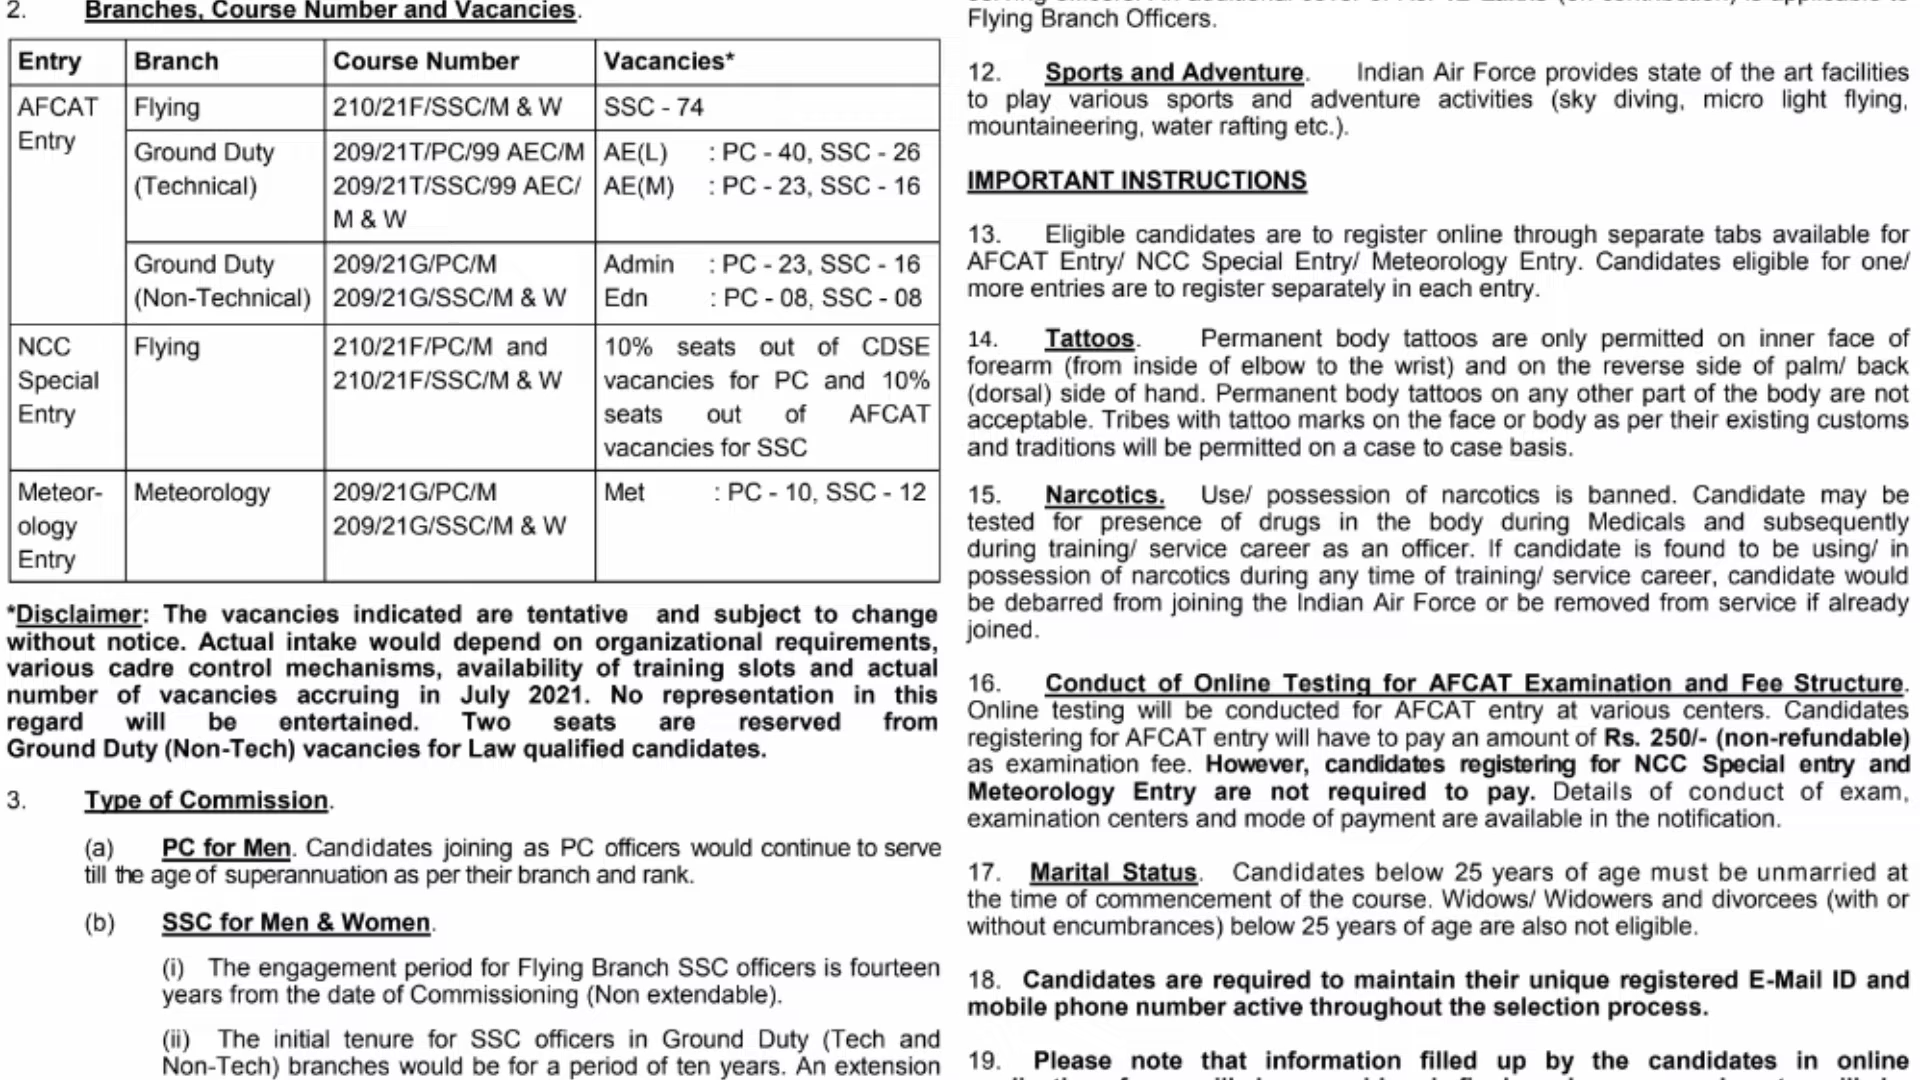 2. Branches, Course Number and Vacancies.
Entry Branch Course Number Vacancies*
AFCAT Entry
Flying 210/21F/SSC/M & W SSC - 74
Ground Duty (Technical)
209/21T/PC/99 AEC/M
209/21T/SSC/99 AEC/
M & W
AE(L) : PC - 40, SSC - 26
AE(M) : PC - 23, SSC - 16
Ground Duty (Non-Technical)
209/21G/PC/M
209/21G/SSC/M & W
Admin : PC - 23, SSC - 16
Edn : PC - 08, SSC - 08
NCC
Special
Entry
Flying
210/21F/PC/M and
210/21F/SSC/M & W
10% seats out of CDSE
vacancies for PC and 10%
seats out of AFCAT
vacancies for SSC
Meteor-
ology
Entry
Meteorology
209/21G/PC/M
209/21G/SSC/M & W
Met : PC - 10, SSC - 12
*Disclaimer: The vacancies indicated are tentative and subject to change
without notice. Actual intake would depend on organizational requirements,
various cadre control mechanisms, availability of training slots and actual
number of vacancies accruing in July 2021. No representation in this
regard will be entertained. Two seats are reserved from
Ground Duty (Non-Tech) vacancies for Law qualified candidates.
3. Type of Commission.
(a) PC for Men. Candidates joining as PC officers would continue to serve
till the age of superannuation as per their branch and rank.
(b) SSC for Men & Women.
(i) The engagement period for Flying Branch SSC officers is fourteen
years from the date of Commissioning (Non extendable).
(ii) The initial tenure for SSC officers in Ground Duty (Tech and
Non-Tech) branches would be for a period of ten years. An extension
Flying Branch Officers.
12. Sports and Adventure. Indian Air Force provides state of the art facilities
to play various sports and adventure activities (sky diving, micro light flying,
mountaineering, water rafting etc.).
IMPORTANT INSTRUCTIONS
13. Eligible candidates are to register online through separate tabs available for
AFCAT Entry/ NCC Special Entry/ Meteorology Entry. Candidates eligible for one/
more entries are to register separately in each entry.
14. Tattoos. Permanent body tattoos are only permitted on inner face of
forearm (from inside of elbow to the wrist) and on the reverse side of palm/ back
(dorsal) side of hand. Permanent body tattoos on any other part of the body are not
acceptable. Tribes with tattoo marks on the face or body as per their existing customs
and traditions will be permitted on a case to case basis.
15. Narcotics. Use/ possession of narcotics is banned. Candidate may be
tested for presence of drugs in the body during Medicals and subsequently
during training/ service career as an officer. If candidate is found to be using/ in
possession of narcotics during any time of training/ service career, candidate would
be debarred from joining the Indian Air Force or be removed from service if already
joined.
16. Conduct of Online Testing for AFCAT Examination and Fee Structure.
Online testing will be conducted for AFCAT entry at various centers. Candidates
registering for AFCAT entry will have to pay an amount of Rs. 250/- (non-refundable)
as examination fee. However, candidates registering for NCC Special entry and
Meteorology Entry are not required to pay. Details of conduct of exam,
examination centers and mode of payment are available in the notification.
17. Marital Status. Candidates below 25 years of age must be unmarried at
the time of commencement of the course. Widows/ Widowers and divorcees (with or
without encumbrances) below 25 years of age are also not eligible.
18. Candidates are required to maintain their unique registered E-Mail ID and
mobile phone number active throughout the selection process.
19. Please note that information filled up by the candidates in online